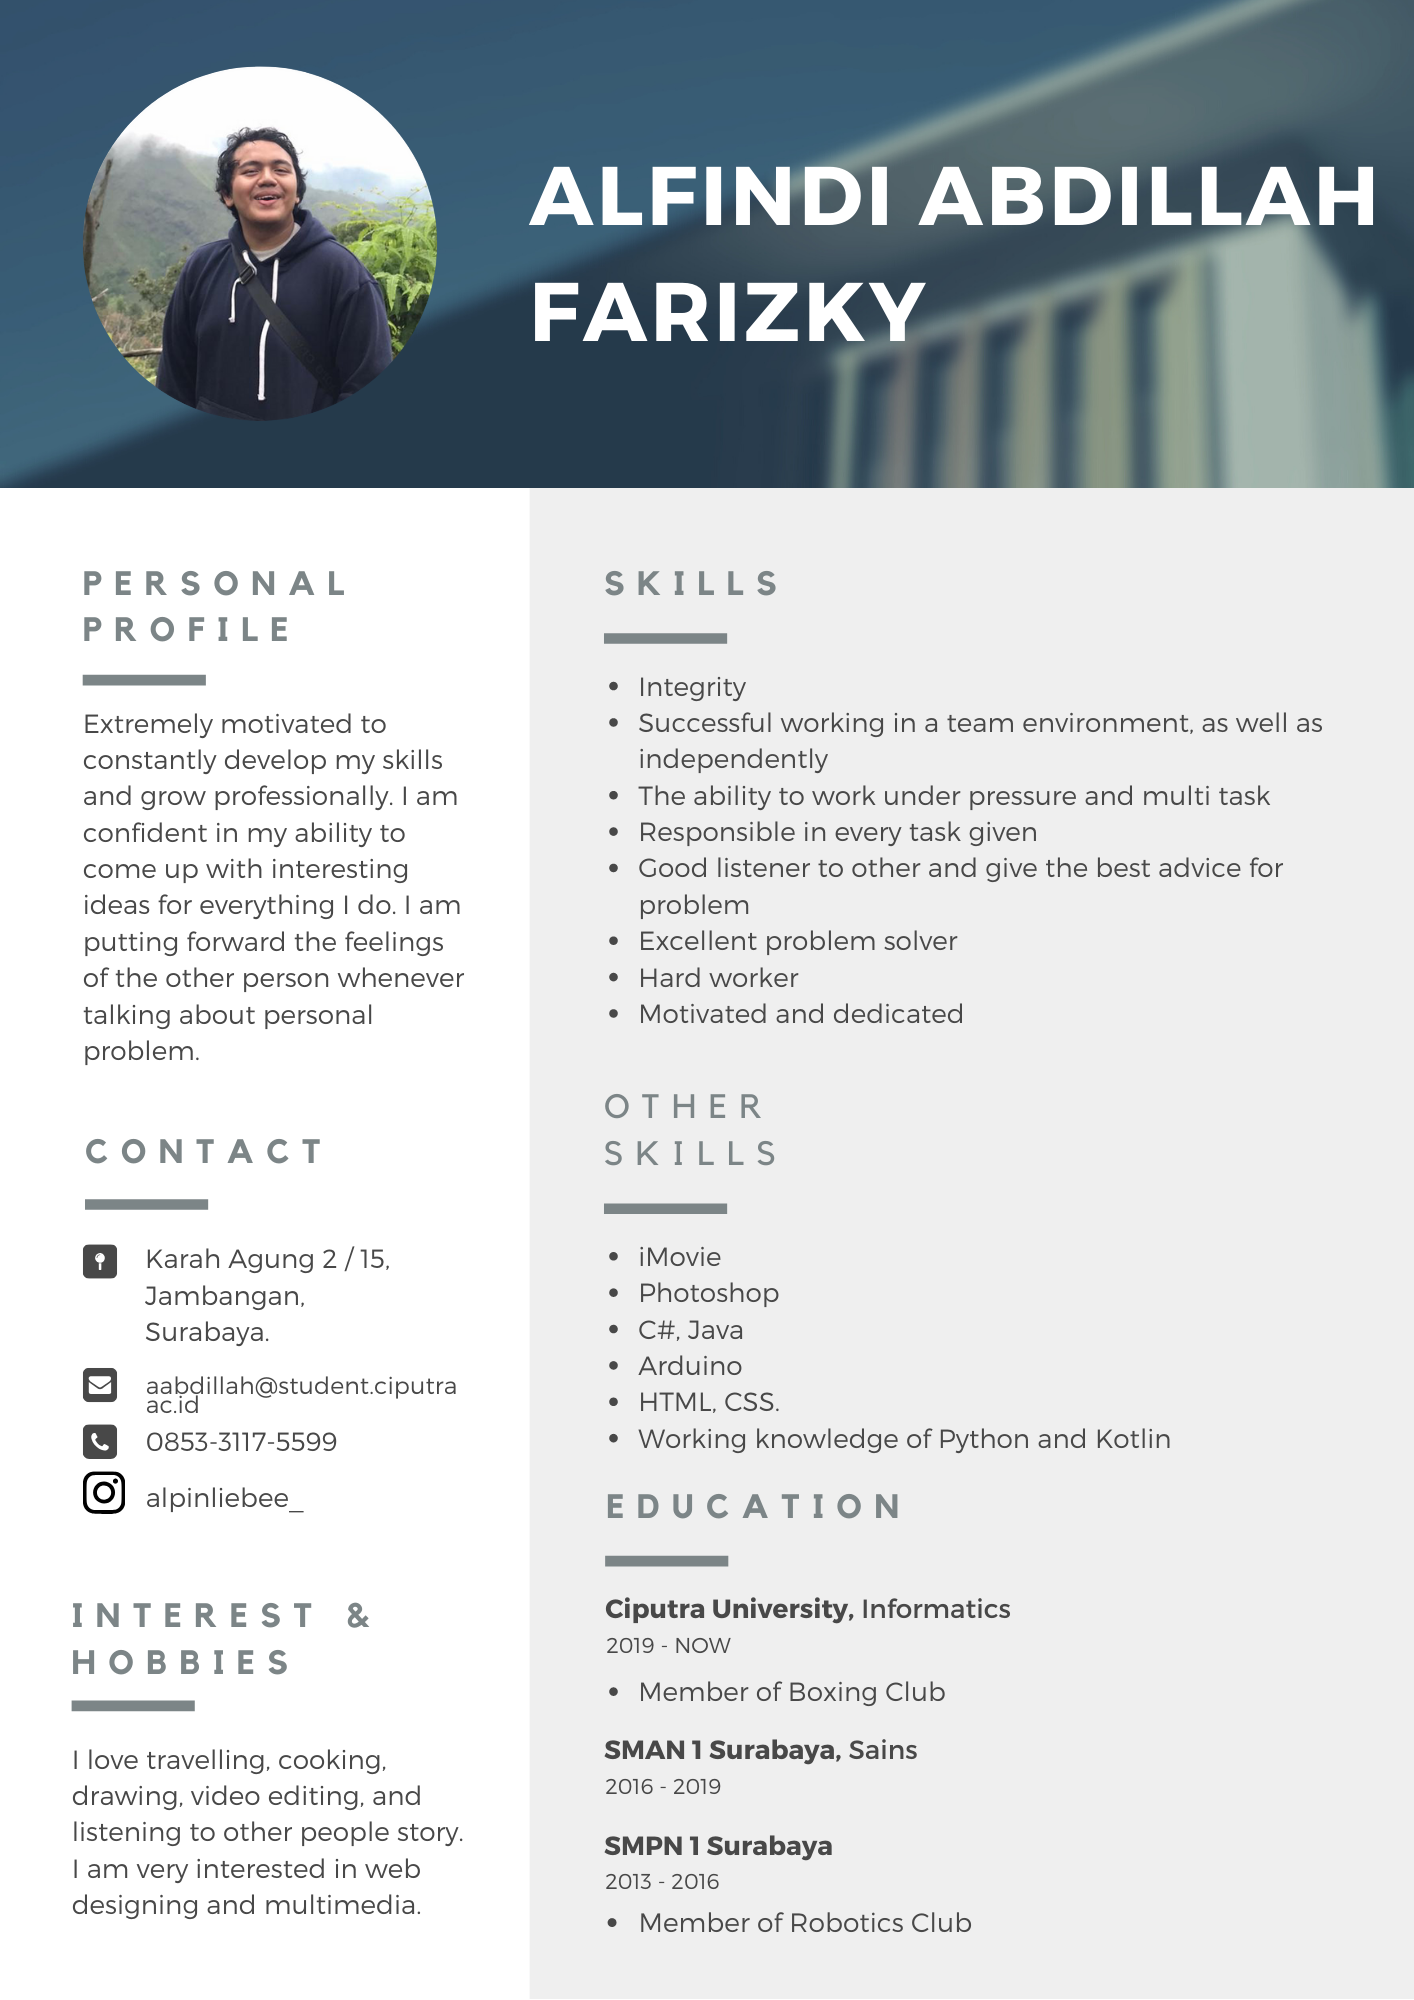 ALFINDI ABDILLAH
FARIZKY
PERSONAL
PROFILE
Extremely motivated to
constantly develop my skills
and grow professionally. I am
confident in my ability to
come up with interesting
ideas for everything I do. I am
putting forward the feelings
of the other person whenever
talking about personal
problem.
CONTACT
Karah Agung 2 / 15,
Jambangan,
Surabaya.
aabdillah@student.ciputra
ac.id
0853-3117-5599
alpinliebee_
INTEREST &
HOBBIES
I love travelling, cooking,
drawing, video editing, and
listening to other people story.
I am very interested in web
designing and multimedia.
SKILLS
• Integrity
• Successful working in a team environment, as well as
independently
• The ability to work under pressure and multi task
• Responsible in every task given
• Good listener to other and give the best advice for
problem
• Excellent problem solver
• Hard worker
• Motivated and dedicated
OTHER
SKILLS
• iMovie
• Photoshop
• C#, Java
• Arduino
• HTML, CSS.
• Working knowledge of Python and Kotlin
EDUCATION
Ciputra University, Informatics
2019 - NOW
• Member of Boxing Club
SMAN 1 Surabaya, Sains
2016 - 2019
SMPN 1 Surabaya
2013 - 2016
• Member of Robotics Club